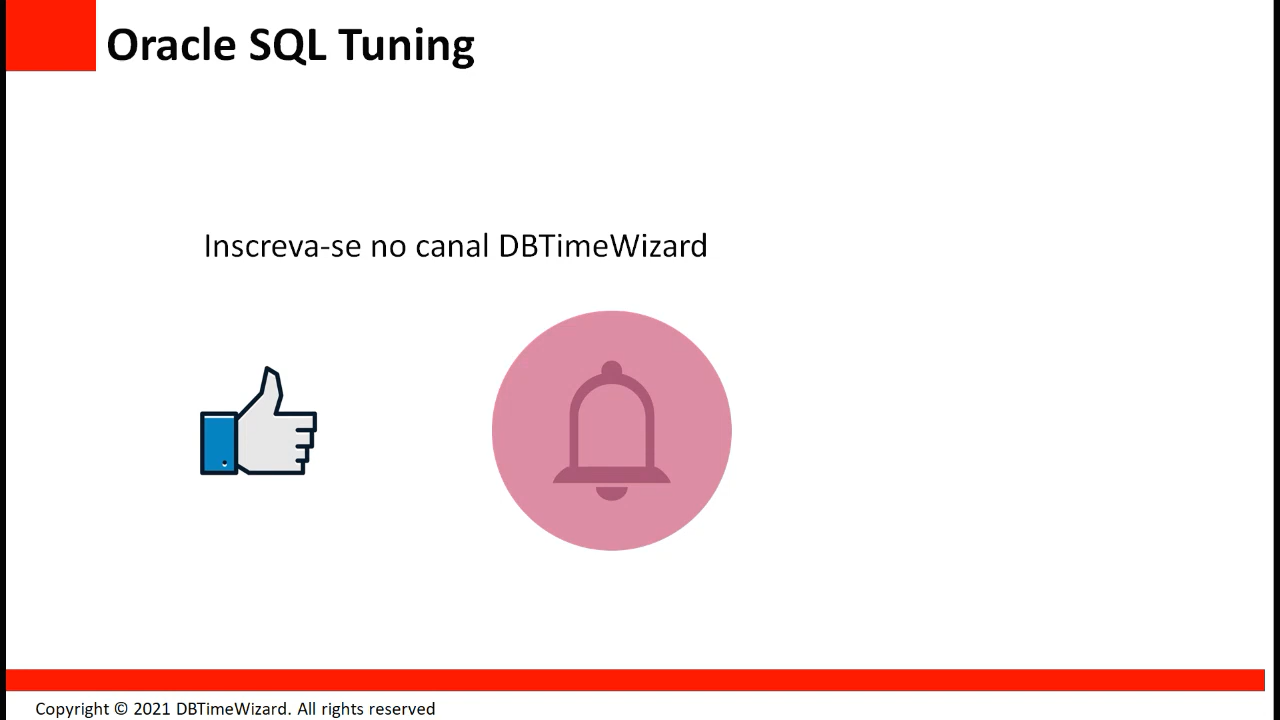 Oracle SQL Tuning
Inscreva-se no canal DBTimeWizard
Copyright © 2021 DBTimeWizard. All rights reserved